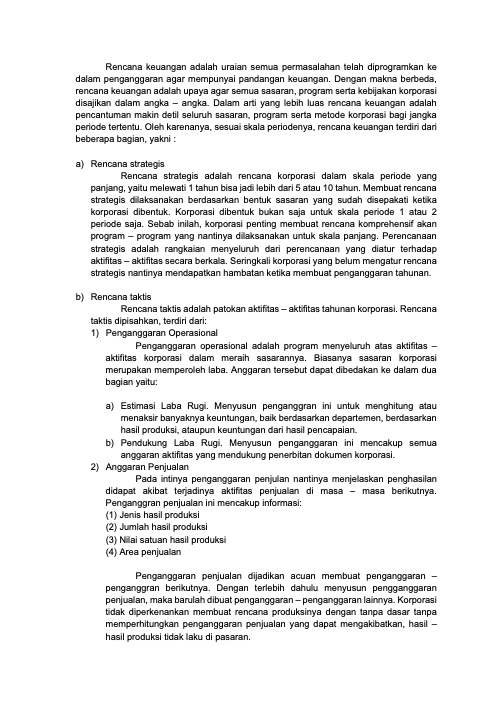 Rencana keuangan adalah uraian semua permasalahan telah diprogramkan ke
dalam penganggaran agar mempunyai pandangan keuangan. Dengan makna berbeda,
rencana keuangan adalah upaya agar semua sasaran, program serta kebijakan korporasi
disajikan dalam angka – angka. Dalam arti yang lebih luas rencana keuangan adalah
pencantuman makin detil seluruh sasaran, program serta metode korporasi bagi jangka
periode tertentu. Oleh karenanya, sesuai skala periodenya, rencana keuangan terdiri dari
beberapa bagian, yakni :
a) Rencana strategis
Rencana strategis adalah rencana korporasi dalam skala periode yang
panjang, yaitu melewati 1 tahun bisa jadi lebih dari 5 atau 10 tahun. Membuat rencana
strategis dilaksanakan berdasarkan bentuk sasaran yang sudah disepakati ketika
korporasi dibentuk. Korporasi dibentuk bukan saja untuk skala periode 1 atau 2
periode saja. Sebab inilah, korporasi penting membuat rencana komprehensif akan
program – program yang nantinya dilaksanakan untuk skala panjang. Perencanaan
strategis adalah rangkaian menyeluruh dari perencanaan yang diatur terhadap
aktifitas – aktifitas secara berkala. Seringkali korporasi yang belum mengatur rencana
strategis nantinya mendapatkan hambatan ketika membuat penganggaran tahunan.
b) Rencana taktis
Rencana taktis adalah patokan aktifitas – aktifitas tahunan korporasi. Rencana
taktis dipisahkan, terdiri dari:
1) Penganggaran Operasional
Penganggaran operasional adalah program menyeluruh atas aktifitas –
aktifitas korporasi dalam meraih sasarannya. Biasanya sasaran korporasi
merupakan memperoleh laba. Anggaran tersebut dapat dibedakan ke dalam dua
bagian yaitu:
a) Estimasi Laba Rugi. Menyusun penganggran ini untuk menghitung atau
menaksir banyaknya keuntungan, baik berdasarkan departemen, berdasarkan
hasil produksi, ataupun keuntungan dari hasil pencapaian.
b) Pendukung Laba Rugi. Menyusun penganggaran ini mencakup semua
anggaran aktifitas yang mendukung penerbitan dokumen korporasi.
2) Anggaran Penjualan
Pada intinya penganggaran penjulan nantinya menjelaskan penghasilan
didapat akibat terjadinya aktifitas penjualan di masa – masa berikutnya.
Penganggran penjualan ini mencakup informasi:
(1) Jenis hasil produksi
(2) Jumlah hasil produksi
(3) Nilai satuan hasil produksi
(4) Area penjualan
Penganggaran penjualan dijadikan acuan membuat penganggaran –
penganggran berikutnya. Dengan terlebih dahulu menyusun pengganggaran
penjualan, maka barulah dibuat penganggaran – penganggaran lainnya. Korporasi
tidak diperkenankan membuat rencana produksinya dengan tanpa dasar tanpa
memperhitungkan penganggaran penjualan yang dapat mengakibatkan, hasil –
hasil produksi tidak laku di pasaran.